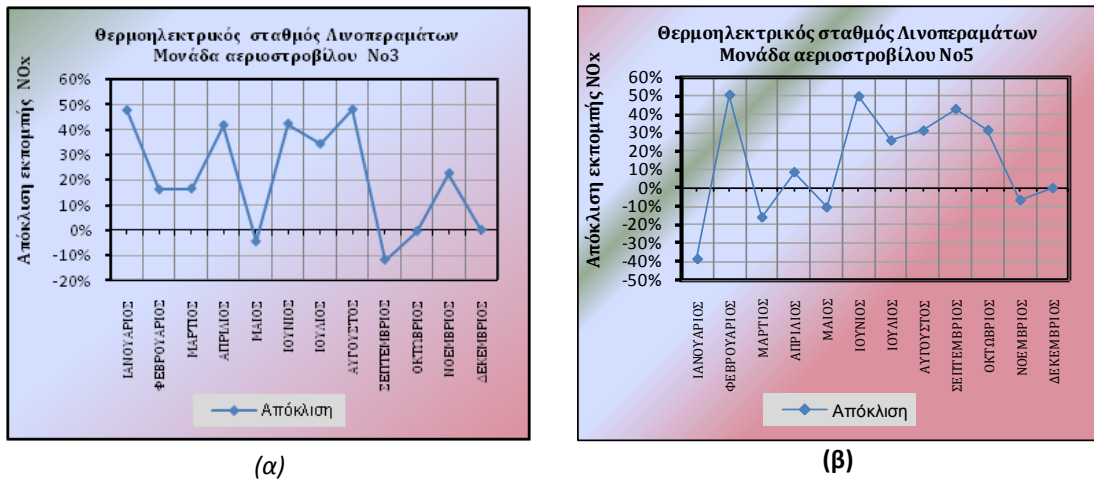 Θερμοηλεκτρικός σταθμός Λινοπεραμάτων
Μονάδα αεριοστροβίλου Νο3
Απόκλιση εκπομπής NOx
60%
50%
40%
30%
20%
10%
0%
-10%
-20%
ΙΑΝΟΥΑΡΙΟΣ
ΦΕΒΡΟΥΑΡΙΟΣ
ΜΑΡΤΙΟΣ
ΑΠΡΙΛΙΟΣ
ΜΑΙΟΣ
ΙΟΥΝΙΟΣ
ΙΟΥΛΙΟΣ
ΑΥΓΟΥΣΤΟΣ
ΣΕΠΤΕΜΒΡΙΟΣ
ΟΚΤΩΒΡΙΟΣ
ΝΟΕΜΒΡΙΟΣ
ΔΕΚΕΜΒΡΙΟΣ
Απόκλιση
(α)
Θερμοηλεκτρικός σταθμός Λινοπεραμάτων
Μονάδα αεριοστροβίλου Νο5
Απόκλιση εκπομπής NOx
60%
50%
40%
30%
20%
10%
0%
-10%
-20%
-30%
-40%
-50%
ΙΑΝΟΥΑΡΙΟΣ
ΦΕΒΡΟΥΑΡΙΟΣ
ΜΑΡΤΙΟΣ
ΑΠΡΙΛΙΟΣ
ΜΑΙΟΣ
ΙΟΥΝΙΟΣ
ΙΟΥΛΙΟΣ
ΑΥΓΟΥΣΤΟΣ
ΣΕΠΤΕΜΒΡΙΟΣ
ΟΚΤΩΒΡΙΟΣ
ΝΟΕΜΒΡΙΟΣ
ΔΕΚΕΜΒΡΙΟΣ
Απόκλιση
(β)